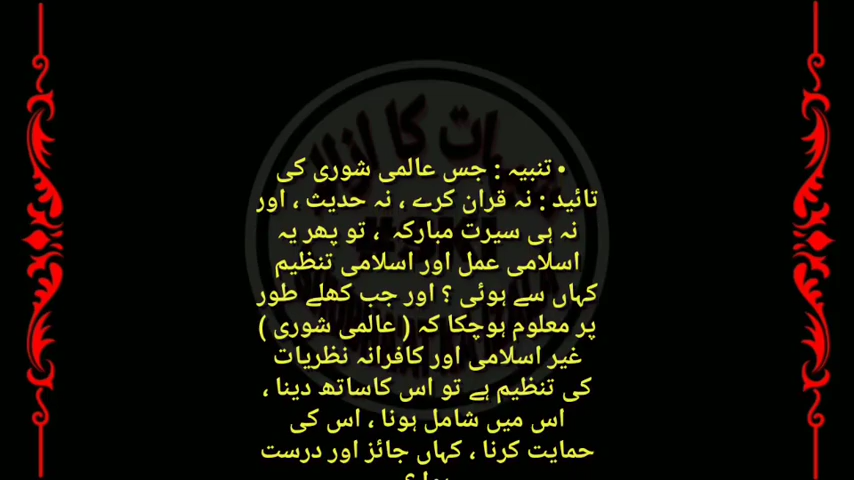 • تنبیہ : جس عالمی شوری کی
تائید : نہ قران کرے ، نہ حدیث ، اور
نہ ہی سیرت مبارکہ ، تو پھر یہ
اسلامی عمل اور اسلامی تنظیم
کہاں سے ہوئی ؟ اور جب کھلے طور
پر معلوم ہوچکا کہ ( عالمی شوری )
غیر اسلامی اور کافرانہ نظریات
کی تنظیم ہے تو اس کاساتھ دینا ،
اس میں شامل ہونا ، اس کی
حمایت کرنا ، کہاں جائز اور درست